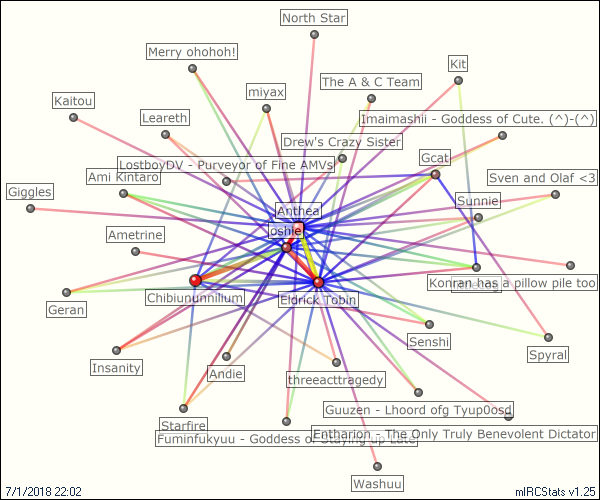 North Star
Merry ohohoh!
Kit
The A & C Team
miyax
Kaitou
Leareth
Imaimashii - Goddess of Cute. (^)-(^)
Drew's Crazy Sister
Gcat
LostboyDV - Purveyor of Fine AMVs
Ami Kintaro
Sven and Olaf <3
Giggles
Sunnie
Anthea
oshie
Ametrine
Konran has a pillow pile too
Chibiununnilium
Eldrick Tobin
Geran
Senshi
Spyral
Insanity
Andie
threeacttragedy
Guuzen - Lhoord ofg Tyup0osd
Starfire
Fuminfukyuu - Goddess of Staying up Late
Entharion - The Only Truly Benevolent Dictator
Washuu
7/1/2018 22:02
mIRCStats v1.25